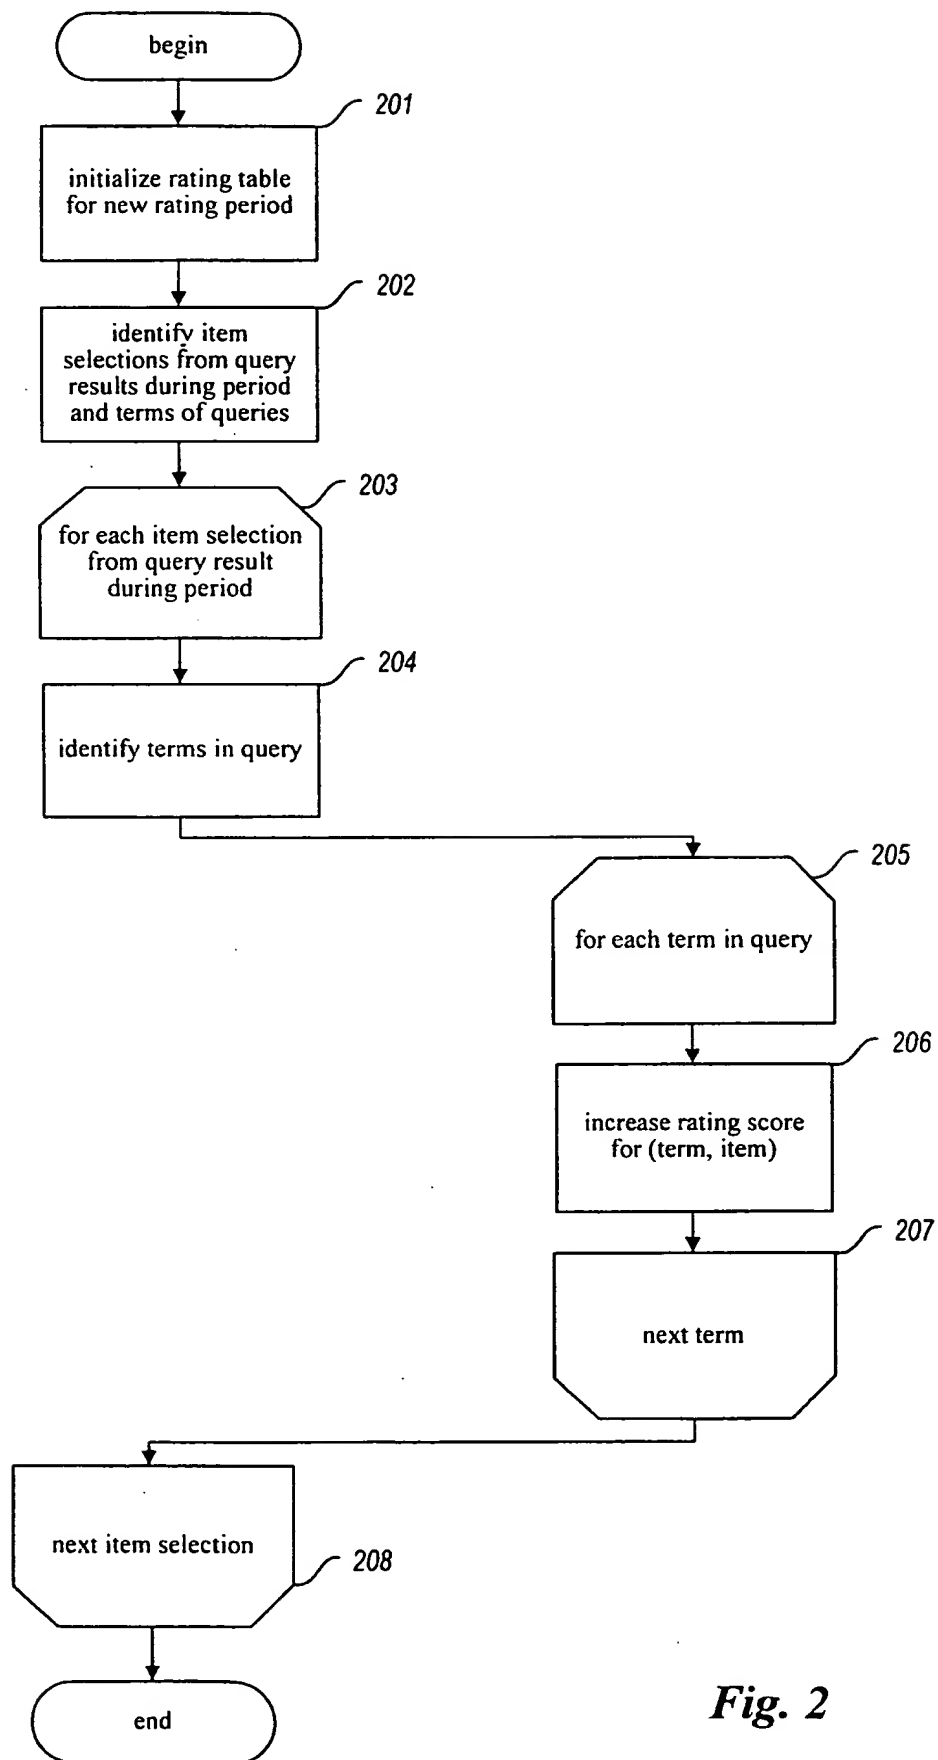 begin
201
initialize rating table
for new rating period
202
identify item
selections from query
results during period
and terms of queries
203
for each item selection
from query result
during period
204
identify terms in query
205
for each term in query
206
increase rating score
for (term, item)
207
next term
next item selection
208
end
Fig. 2